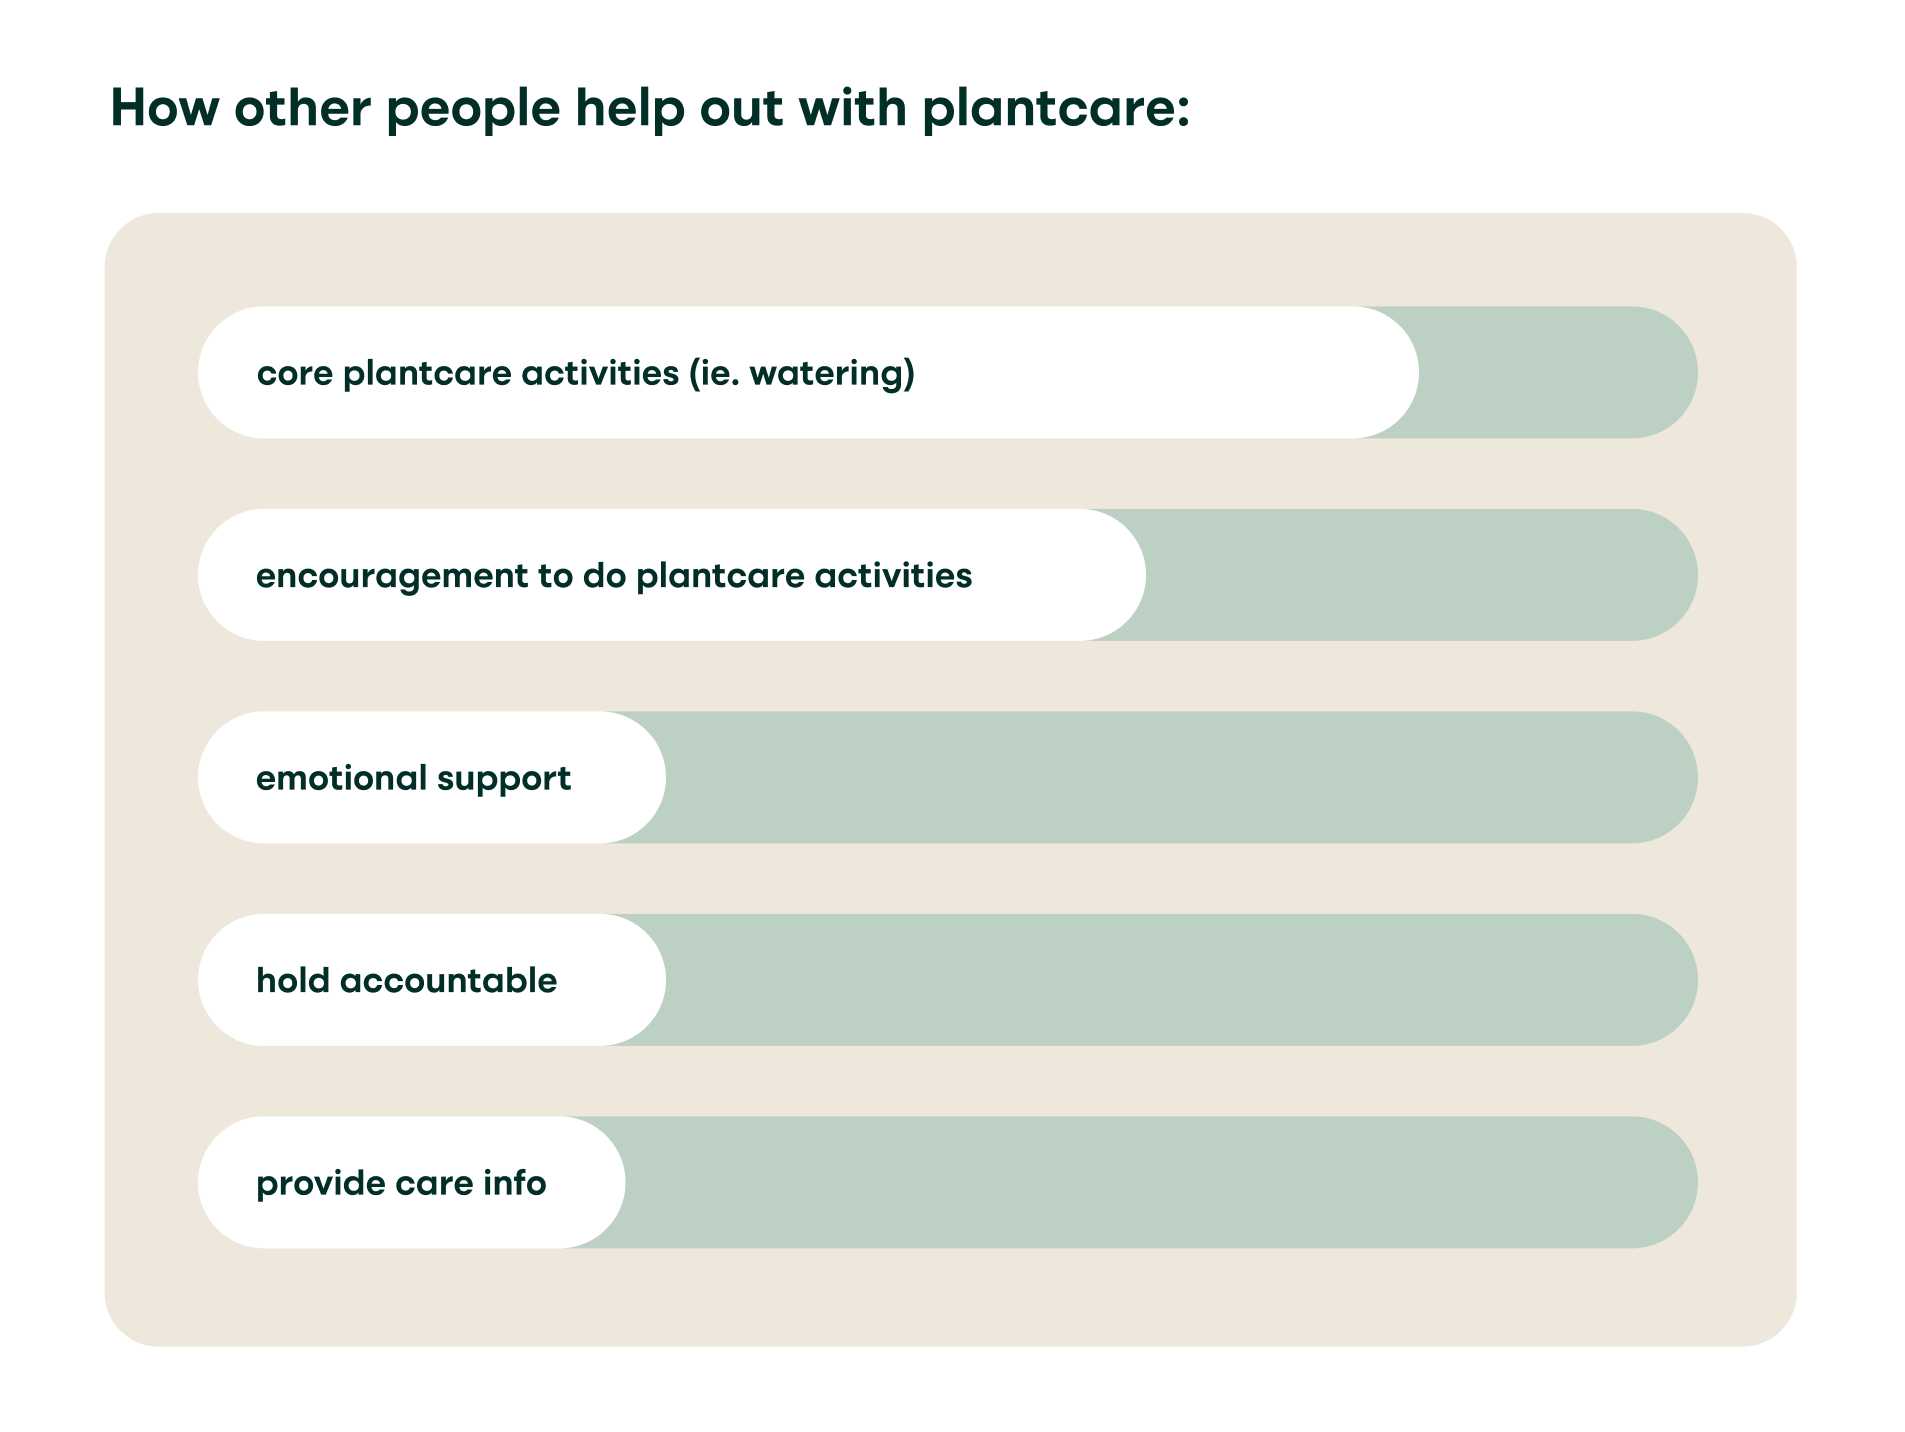 How other people help out with plantcare:
core plantcare activities (ie. watering)
encouragement to do plantcare activities
emotional support
hold accountable
provide care info